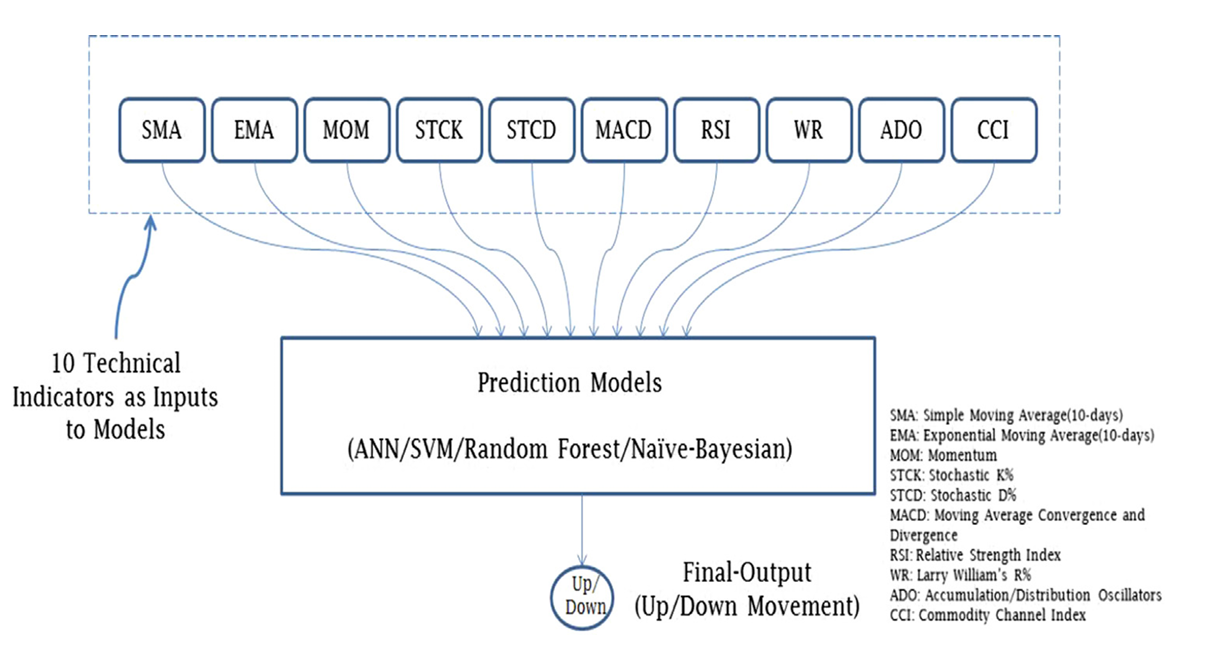 SMA EMA MOM STCK STCD MACD RSI WR ADO CCI
10 Technical
Indicators as Inputs
to Models
Prediction Models
(ANN/SVM/Random Forest/Naïve-Bayesian)
Up/
Down
Final-Output
(Up/Down Movement)
SMA: Simple Moving Average(10-days)
EMA: Exponential Moving Average(10-days)
MOM: Momentum
STCK: Stochastic K%
STCD: Stochastic D%
MACD: Moving Average Convergence and
Divergence
RSI: Relative Strength Index
WR: Larry William's R%
ADO: Accumulation/Distribution Oscillators
CCI: Commodity Channel Index